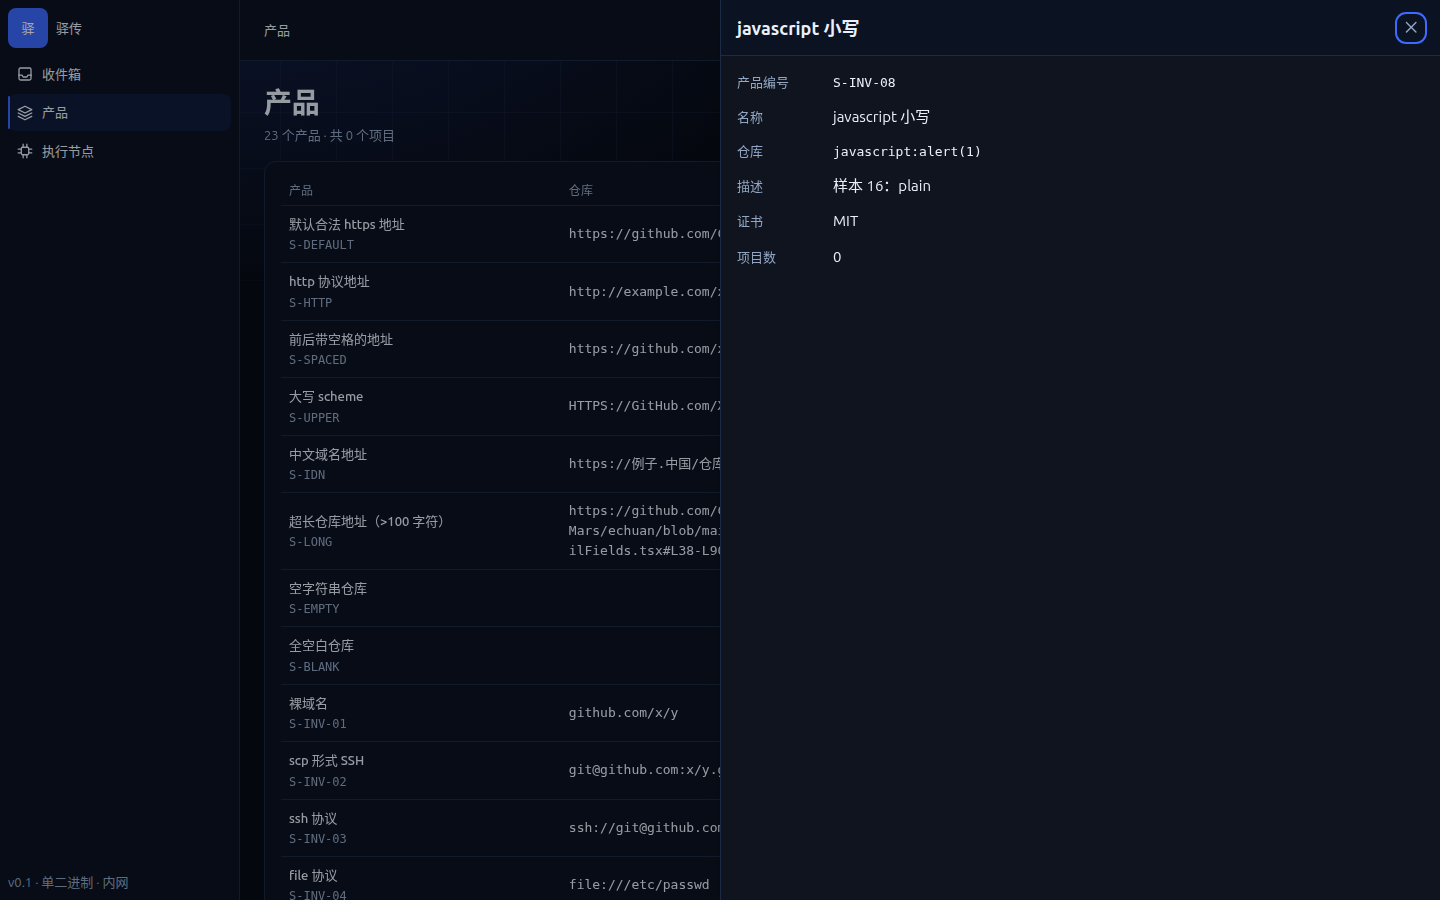 驿 驿传
收件箱
产品
执行节点
v0.1 · 单二进制 · 内网
产品
产品
23 个产品 · 共 0 个项目
产品 仓库
默认合法 https 地址
S-DEFAULT
https://github.com/
http 协议地址
S-HTTP
http://example.com/
前后带空格的地址
S-SPACED
https://github.com/
大写 scheme
S-UPPER
HTTPS://GitHub.com/
中文域名地址
S-IDN
https://例子.中国/仓库
超长仓库地址（>100 字符）
S-LONG
https://github.com/
Mars/echuan/blob/mai
ilFields.tsx#L38-L9
空字符串仓库
S-EMPTY
全空白仓库
S-BLANK
裸域名
S-INV-01
github.com/x/y
scp 形式 SSH
S-INV-02
git@github.com:x/y.
ssh 协议
S-INV-03
ssh://git@github.com
file 协议
S-INV-04
file:///etc/passwd
javascript 小写
产品编号 S-INV-08
名称 javascript 小写
仓库 javascript:alert(1)
描述 样本 16：plain
证书 MIT
项目数 0